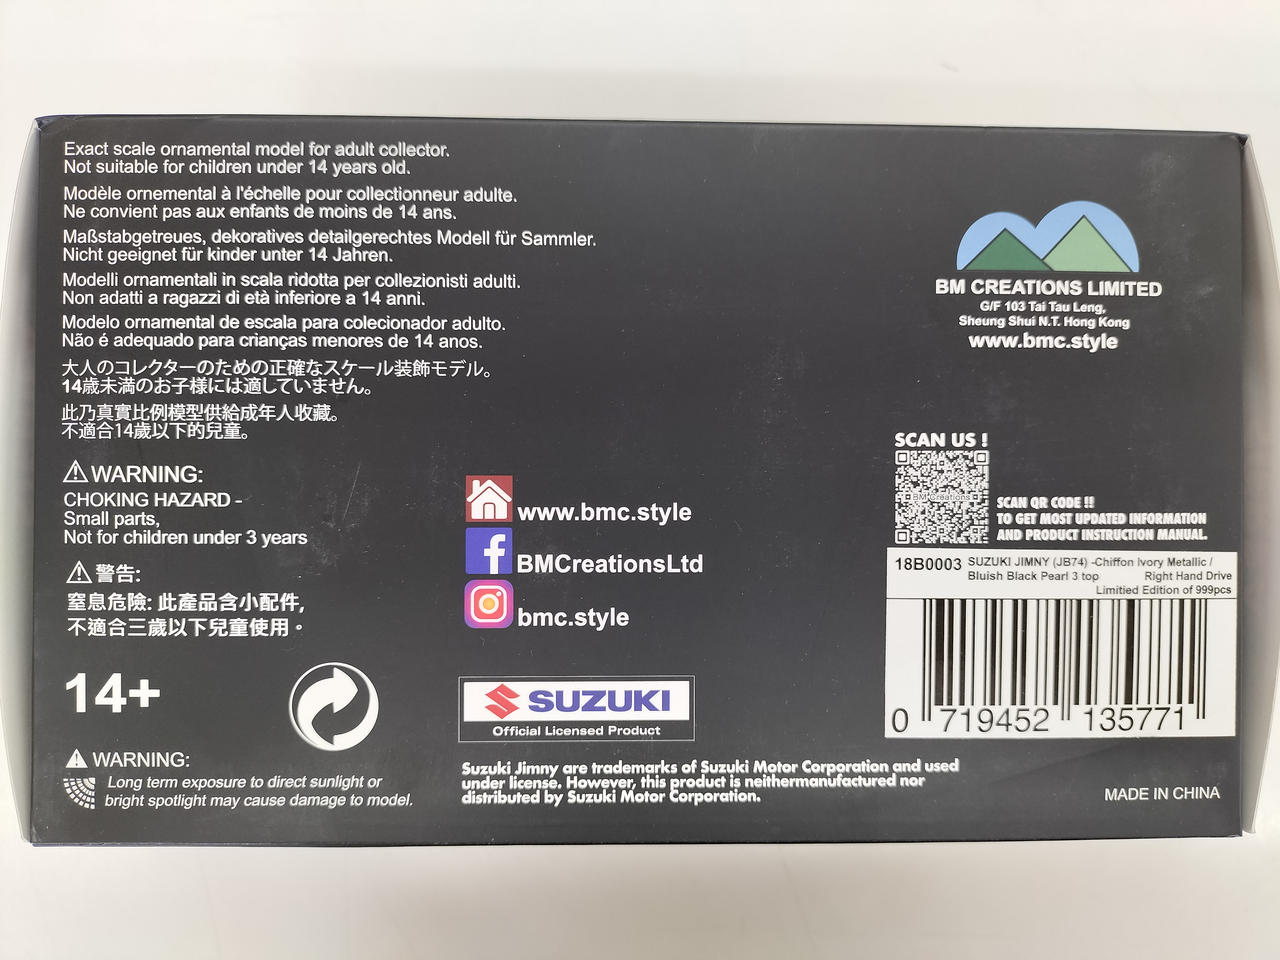 Exact scale ornamental model for adult collector.
Not suitable for children under 14 years old.
Modèle ornemental à l'échelle pour collectionneur adulte.
Ne convient pas aux enfants de moins de 14 ans.
Maßstabgetreues, dekoratives detailgerechtes Modell für Sammler.
Nicht geeignet für kinder unter 14 Jahren.
Modelli ornamentali in scala ridotta per collezionisti adulti.
Non adatti a ragazzi di età inferiore a 14 anni.
Modelo ornamental de escala para colecionador adulto.
Não é adequado para crianças menores de 14 anos.
大人のコレクターのための正確なスケール装飾モデル。
14歳未満のお子様には適していません。
此乃真實比例模型供給成年人收藏。
不適合14歲以下的兒童。
WARNING:
CHOKING HAZARD -
Small parts,
Not for children under 3 years
警告:
窒息危險: 此產品含小配件,
不適合三歲以下兒童使用。
14+
WARNING:
Long term exposure to direct sunlight or
bright spotlight may cause damage to model.
www.bmc.style
BMCreationsLtd
bmc.style
SUZUKI
Official Licensed Product
Suzuki Jimny are trademarks of Suzuki Motor Corporation and used
under license. However, this product is neithermanufactured nor
distributed by Suzuki Motor Corporation.
BM CREATIONS LIMITED
G/F 103 Tai Tau Leng,
Sheung Shui N.T. Hong Kong
www.bmc.style
SCAN US !
BM Creations
SCAN QR CODE !!
TO GET MOST UPDATED INFORMATION
AND PRODUCT INSTRUCTION MANUAL.
18B0003 SUZUKI JIMNY (JB74) -Chiffon Ivory Metallic /
Bluish Black Pearl 3 top Right Hand Drive
Limitied Edition of 999pcs
0 719452 135771
MADE IN CHINA